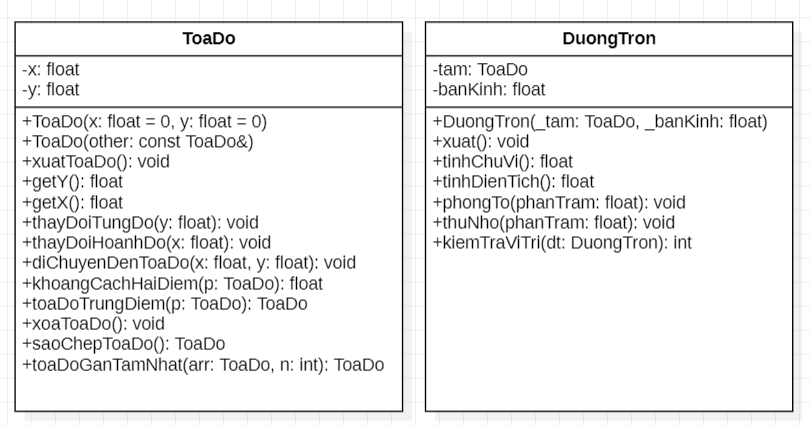 ToaDo
-x: float
-y: float
+ToaDo(x: float = 0, y: float = 0)
+ToaDo(other: const ToaDo&)
+xuatToaDo(): void
+getY(): float
+getX(): float
+thayDoiTungDo(y: float): void
+thayDoiHoanhDo(x: float): void
+diChuyenDenToaDo(x: float, y: float): void
+khoangCachHaiDiem(p: ToaDo): float
+toaDoTrungDiem(p: ToaDo): ToaDo
+xoaToaDo(): void
+saoChepToaDo(): ToaDo
+toaDoGanTamNhat(arr: ToaDo, n: int): ToaDo
DuongTron
-tam: ToaDo
-banKinh: float
+DuongTron(_tam: ToaDo, _banKinh: float)
+xuat(): void
+tinhChuVi(): float
+tinhDienTich(): float
+phongTo(phanTram: float): void
+thuNho(phanTram: float): void
+kiemTraViTri(dt: DuongTron): int